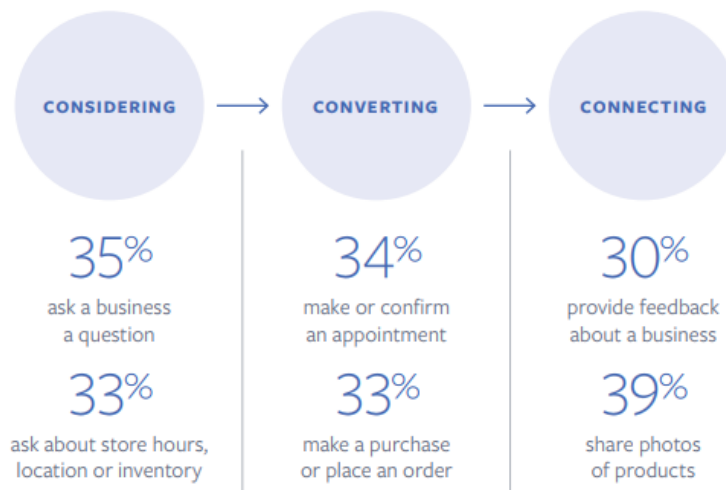 CONSIDERING
CONVERTING
CONNECTING
35%
ask a business
a question
33%
ask about store hours,
location or inventory
34%
make or confirm
an appointment
33%
make a purchase
or place an order
30%
provide feedback
about a business
39%
share photos
of products